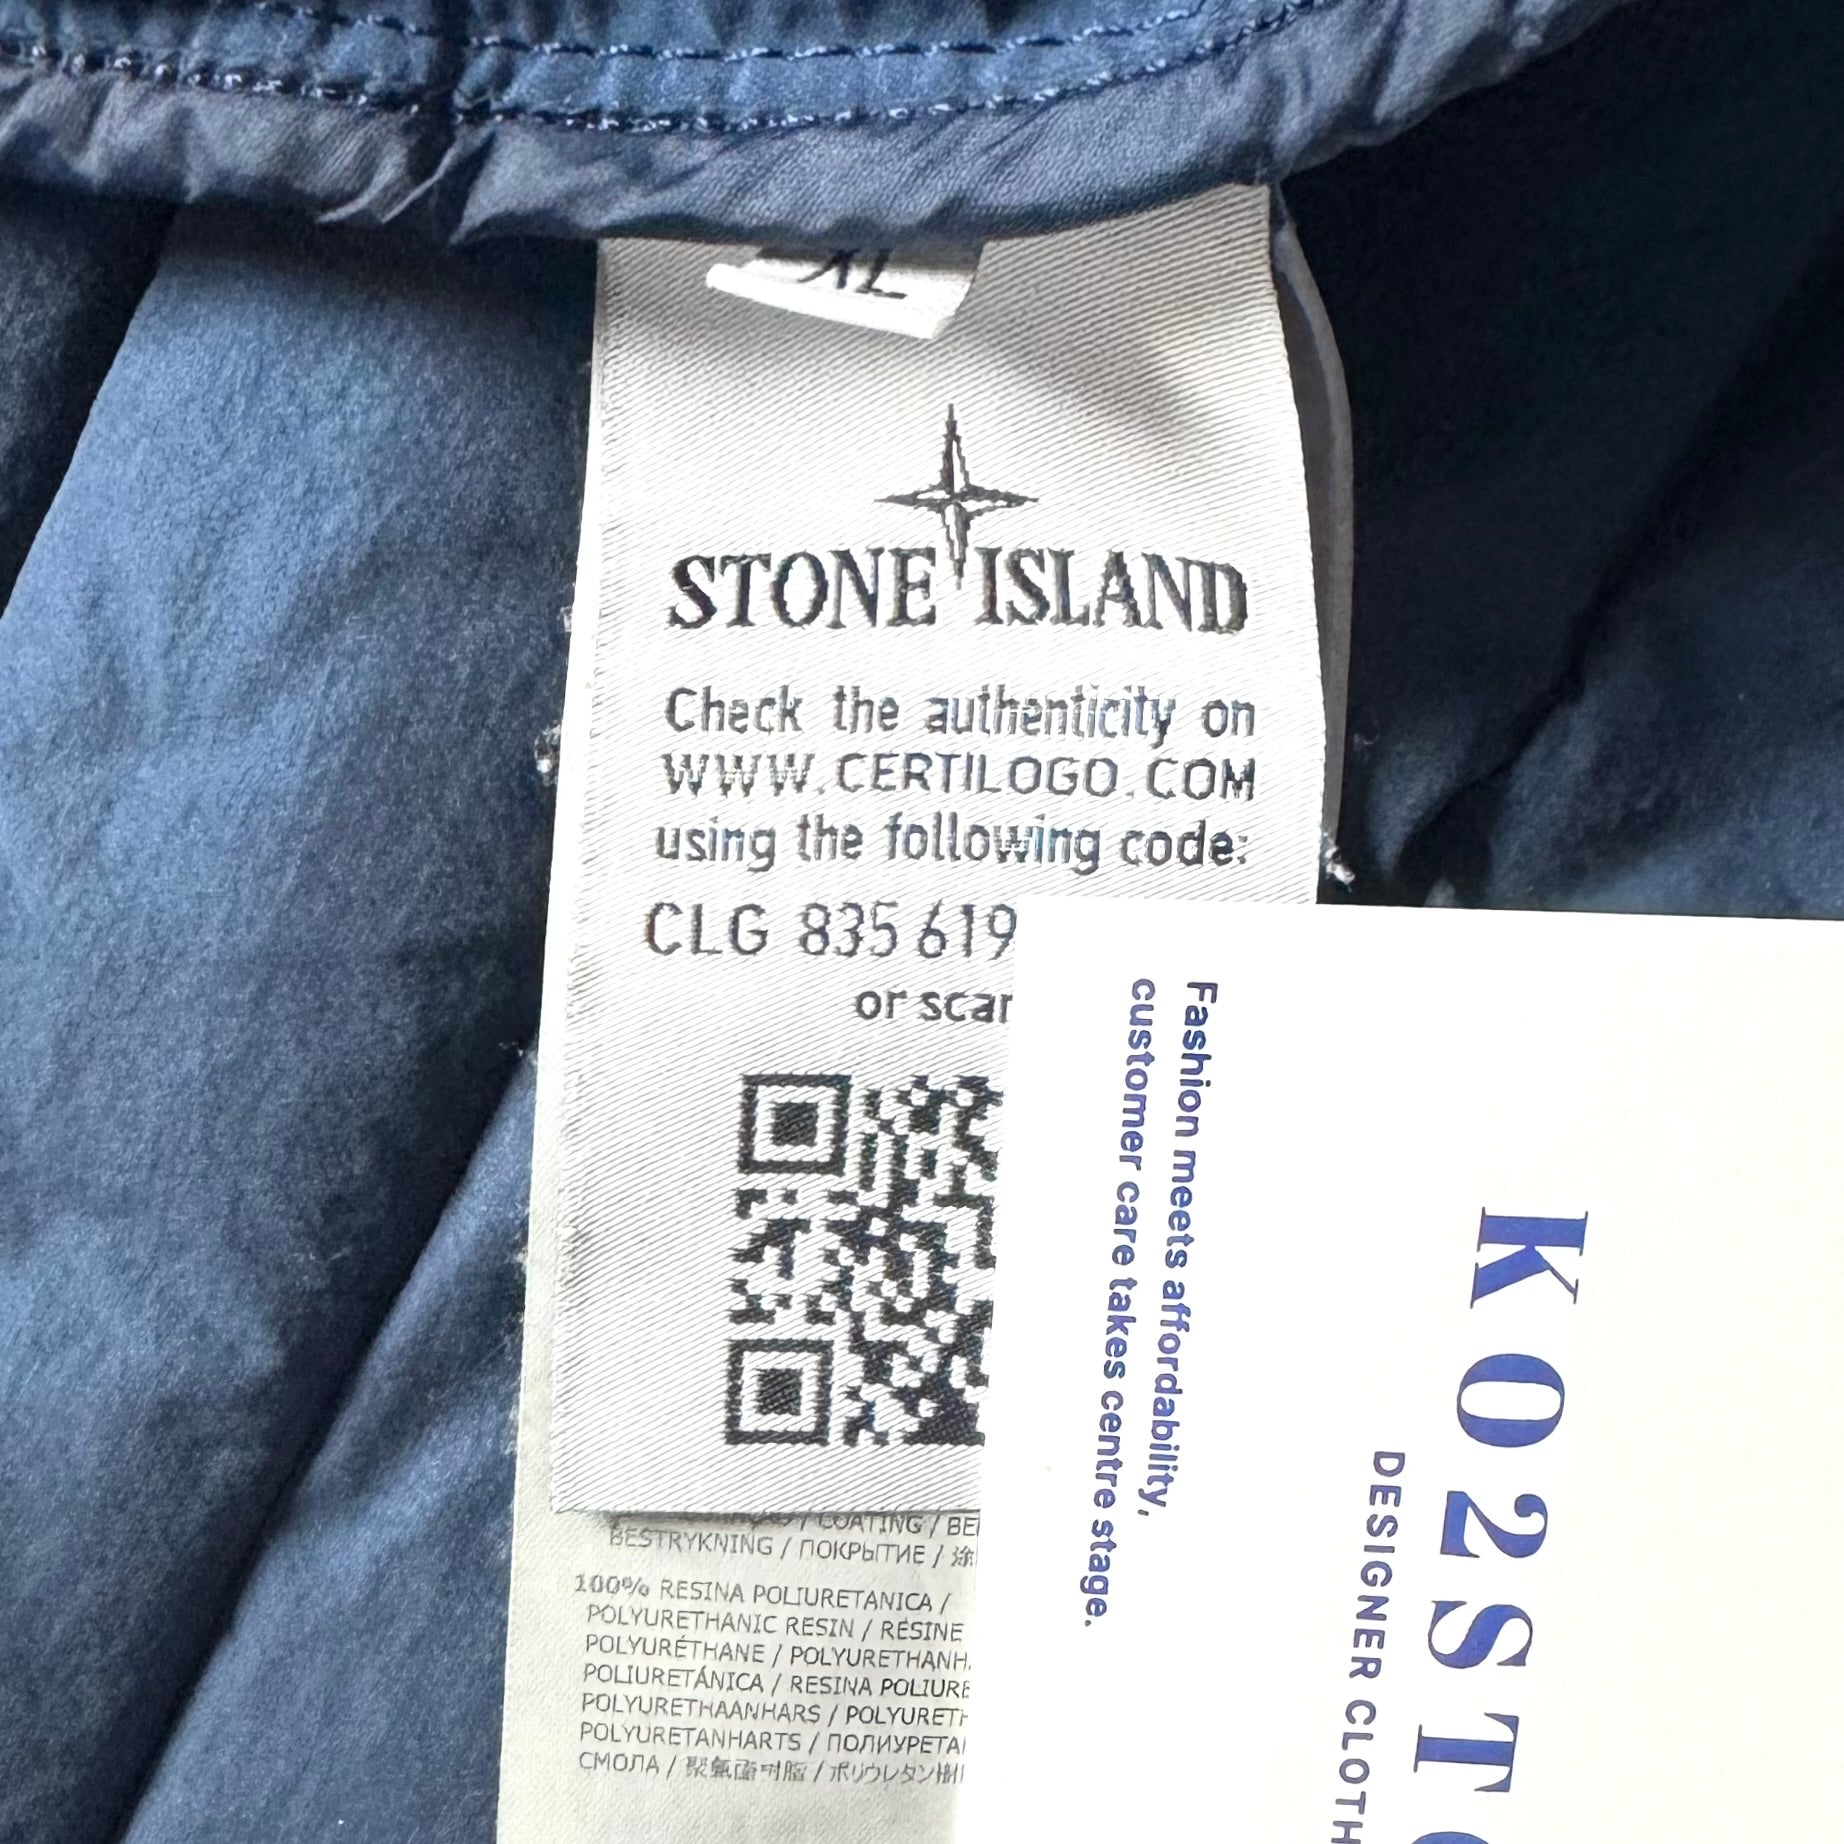 XL
STONE ISLAND
Check the authenticity on
WWW.CERTILOGO.COM
using the following code:
CLG 835 619
or scan
COATING / BE
BESTRYKNING / ПОКРЫТИЕ / 涂
100% RESINA POLIURETANICA /
POLYURETHANIC RESIN / RÉSINE
POLYURÉTHANE / POLYURETHANH
POLIURETÁNICA / RESINA POLIURE
POLYURETHAANHARS / POLYURETH
POLYURETANHARTS / ПОЛИУРЕТА
СМОЛА / 聚氨酯树脂 / ポリウレタン樹
Fashion meets affordability,
customer care takes centre stage.
KO2ST
DESIGNER CLOTH